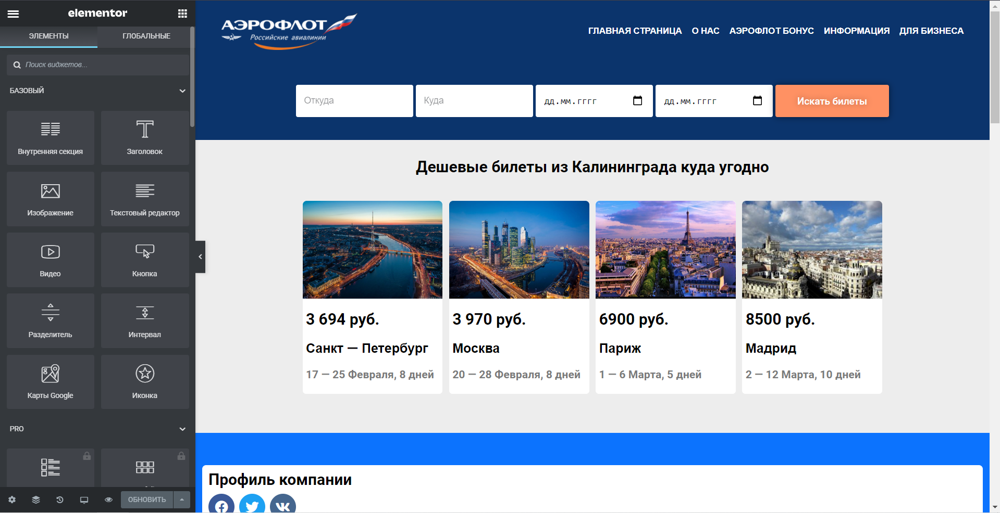 elementor
ЭЛЕМЕНТЫ
ГЛОБАЛЬНЫЕ
Поиск виджетов...
БАЗОВЫЙ
Внутренняя секция
Заголовок
Изображение
Текстовый редактор
Видео
Кнопка
Разделитель
Интервал
Карты Google
Иконка
PRO
ОБНОВИТЬ
АЭРОФЛОТ
Российские авиалинии
ГЛАВНАЯ СТРАНИЦА О НАС АЭРОФЛОТ БОНУС ИНФОРМАЦИЯ ДЛЯ БИЗНЕСА
Откуда
Куда
дд.мм.гггг
дд.мм.гггг
Искать билеты
Дешевые билеты из Калининграда куда угодно
3 694 руб.
Санкт — Петербург
17 — 25 Февраля, 8 дней
3 970 руб.
Москва
20 — 28 Февраля, 8 дней
6900 руб.
Париж
1 — 6 Марта, 5 дней
8500 руб.
Мадрид
2 — 12 Марта, 10 дней
Профиль компании